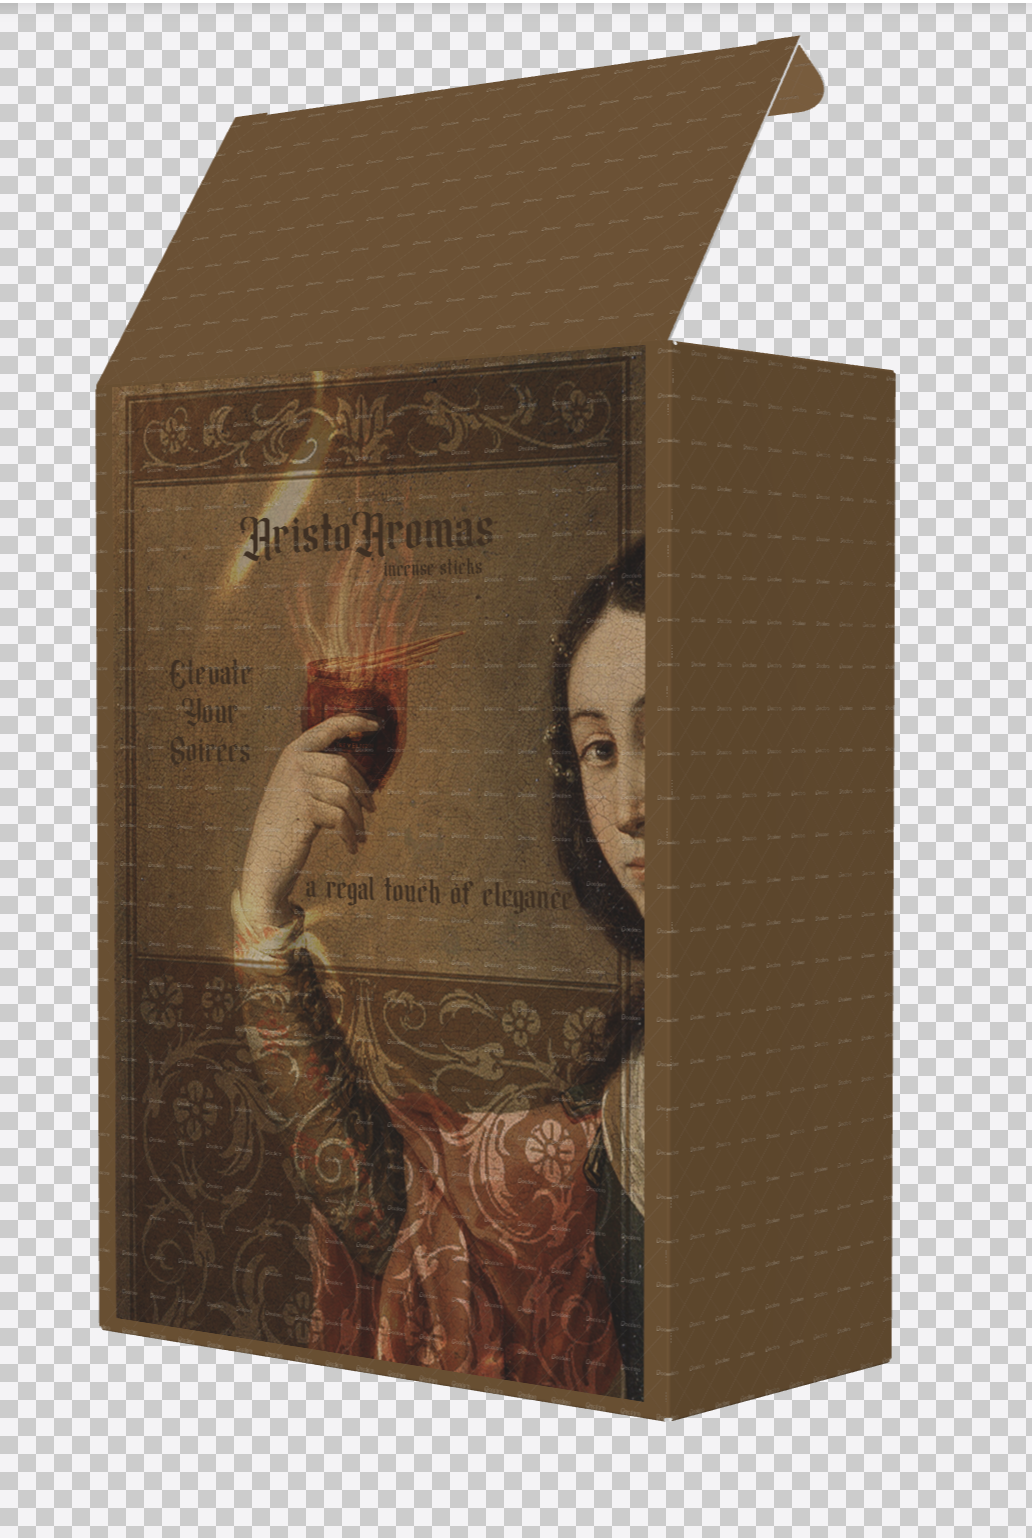 AristoAromas
incense sticks
Elevate
Your
Soirees
a regal touch of elegance